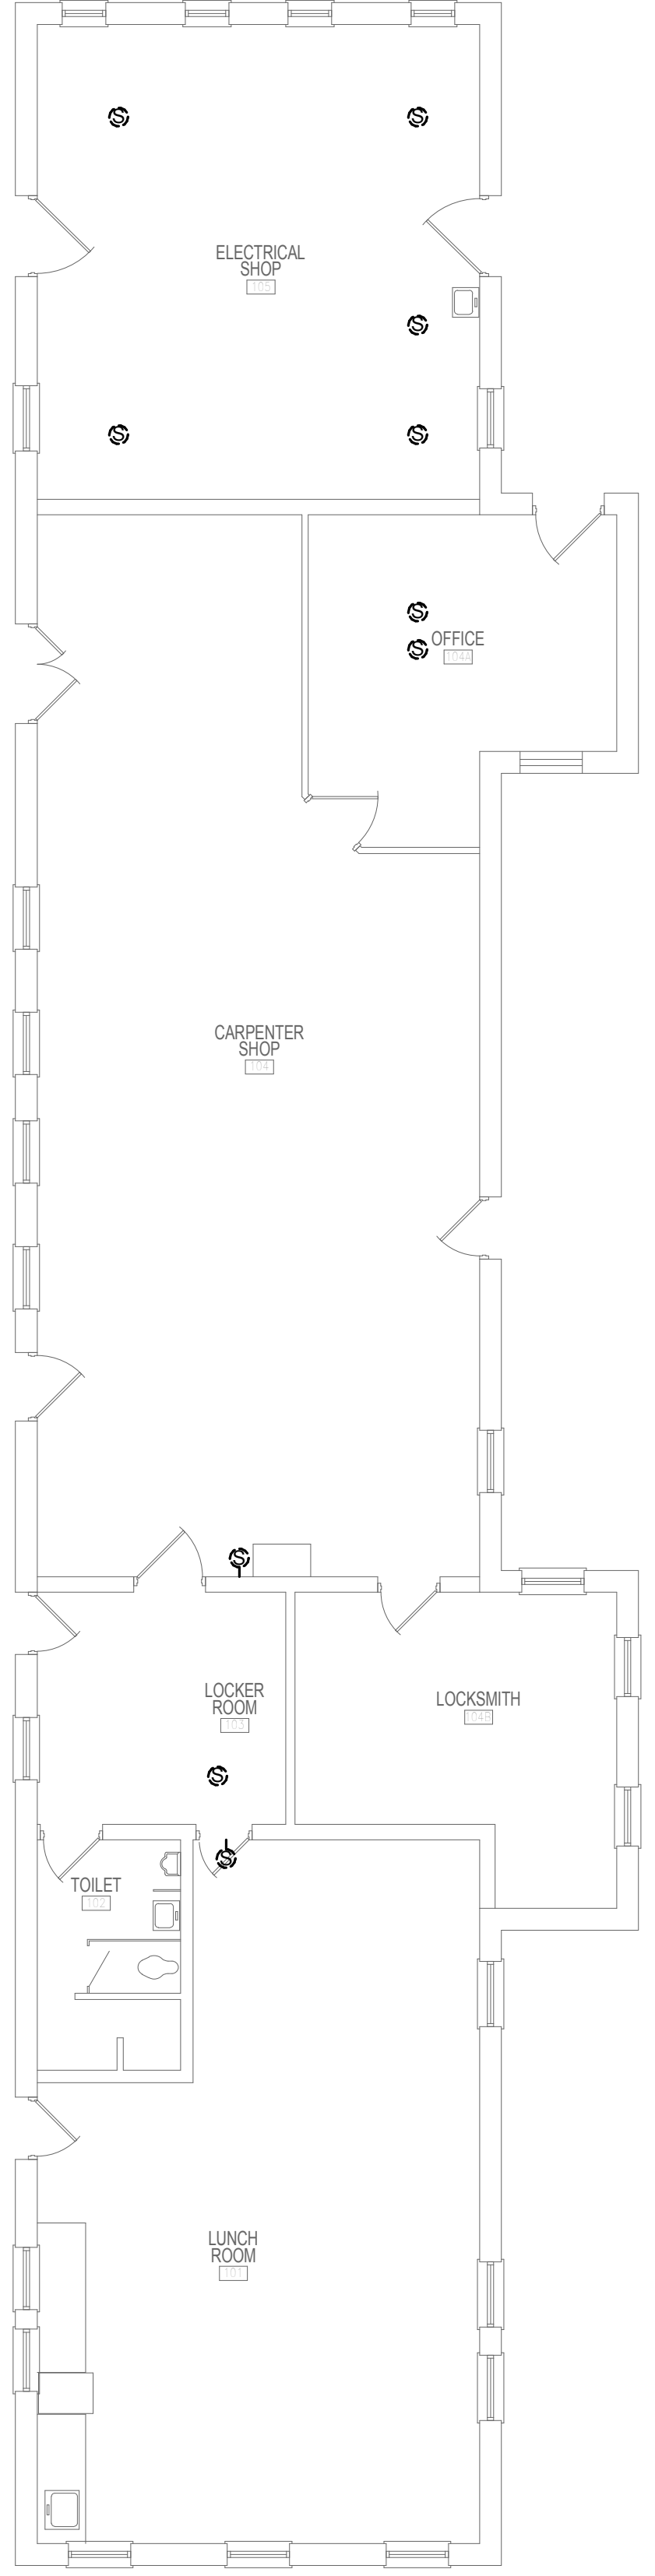 S
S
ELECTRICAL
SHOP
105
S
S
S
S
OFFICE
S
104A
CARPENTER
SHOP
104
S
LOCKER
ROOM
103
LOCKSMITH
104B
S
S
TOILET
102
LUNCH
ROOM
101